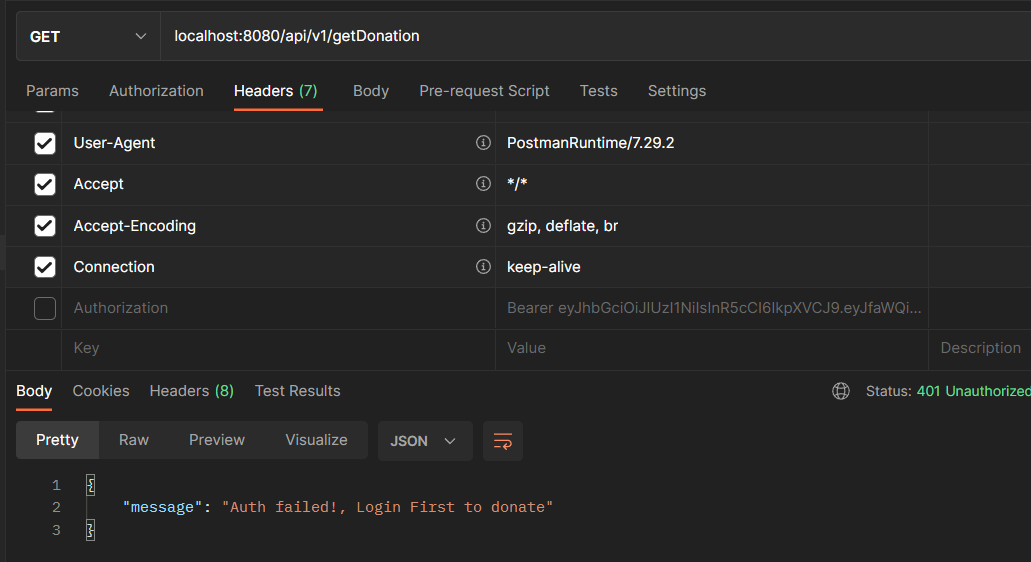 GET localhost:8080/api/v1/getDonation
Params Authorization Headers (7) Body Pre-request Script Tests Settings
User-Agent PostmanRuntime/7.29.2
Accept */*
Accept-Encoding gzip, deflate, br
Connection keep-alive
Authorization Bearer eyJhbGciOiJIUzI1NiIsInR5cCI6IkpXVCJ9.eyJfaWQi...
Key Value Description
Body Cookies Headers (8) Test Results Status: 401 Unauthorized
Pretty Raw Preview Visualize JSON
1 {
2 "message": "Auth failed!, Login First to donate"
3 }